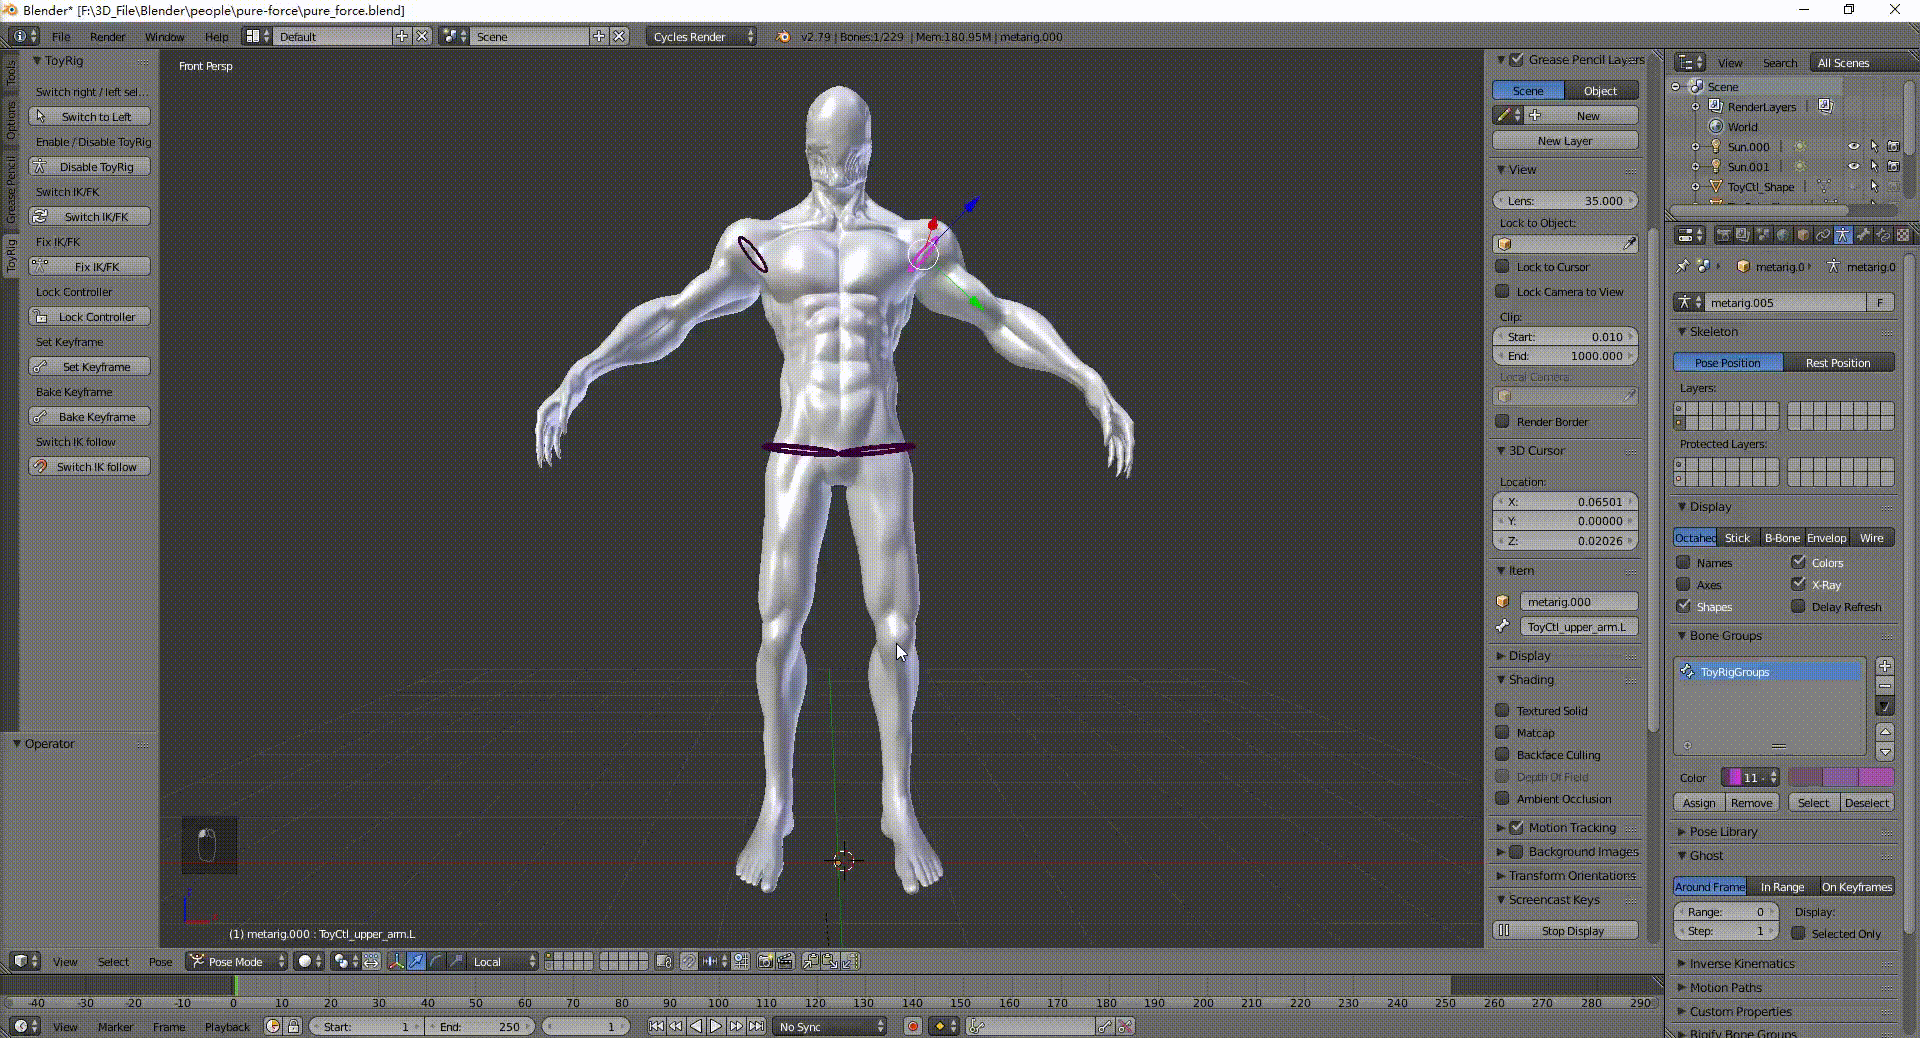 Blender* [F:\3D_File\Blender\people\pure-force\pure_force.blend]
File Render Window Help Default Scene Cycles Render v2.79 | Bones:1/229 | Mem:180.95M | metarig.000
Tools
Options
Grease Pencil
ToyRig
ToyRig
Switch right / left sel...
Switch to Left
Enable / Disable ToyRig
Disable ToyRig
Switch IK/FK
Switch IK/FK
Fix IK/FK
Fix IK/FK
Lock Controller
Lock Controller
Set Keyframe
Set Keyframe
Bake Keyframe
Bake Keyframe
Switch IK follow
Switch IK follow
Operator
Front Persp
(1) metarig.000 : ToyCtl_upper_arm.L
Grease Pencil Layers
Scene Object
New
New Layer
View
Lens: 35.000
Lock to Object:
Lock to Cursor
Lock Camera to View
Clip:
Start: 0.010
End: 1000.000
Local Camera:
Render Border
3D Cursor
Location:
X: 0.06501
Y: 0.00000
Z: 0.02026
Item
metarig.000
ToyCtl_upper_arm.L
Display
Shading
Textured Solid
Matcap
Backface Culling
Depth Of Field
Ambient Occlusion
Motion Tracking
Background Images
Transform Orientations
Screencast Keys
Stop Display
View Search All Scenes
Scene
RenderLayers
World
Sun.000
Sun.001
ToyCtl_Shape
metarig.0 metarig.0
metarig.005 F
Skeleton
Pose Position Rest Position
Layers:
Protected Layers:
Display
Octahed Stick B-Bone Envelop Wire
Names Colors
Axes X-Ray
Shapes Delay Refresh
Bone Groups
ToyRigGroups
Color 11 -
Assign Remove Select Deselect
Pose Library
Ghost
Around Frame In Range On Keyframes
Range: 0 Display:
Step: 1 Selected Only
Inverse Kinematics
Motion Paths
Custom Properties
Rigify Bone Groups
View Select Pose Pose Mode Local
-40 -30 -20 -10 0 10 20 30 40 50 60 70 80 90 100 110 120 130 140 150 160 170 180 190 200 210 220 230 240 250 260 270 280 290
View Marker Frame Playback Start: 1 End: 250 1 No Sync